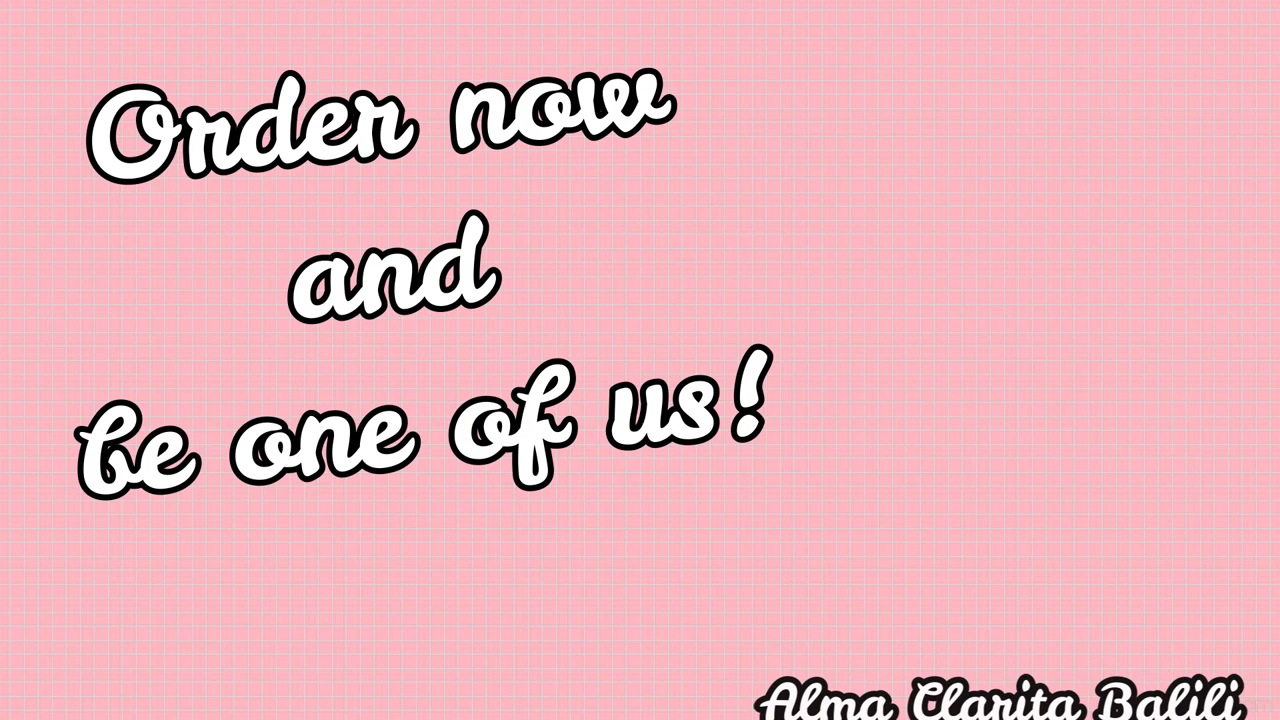 Order now
and
be one of us!
Alma Clarita Balili